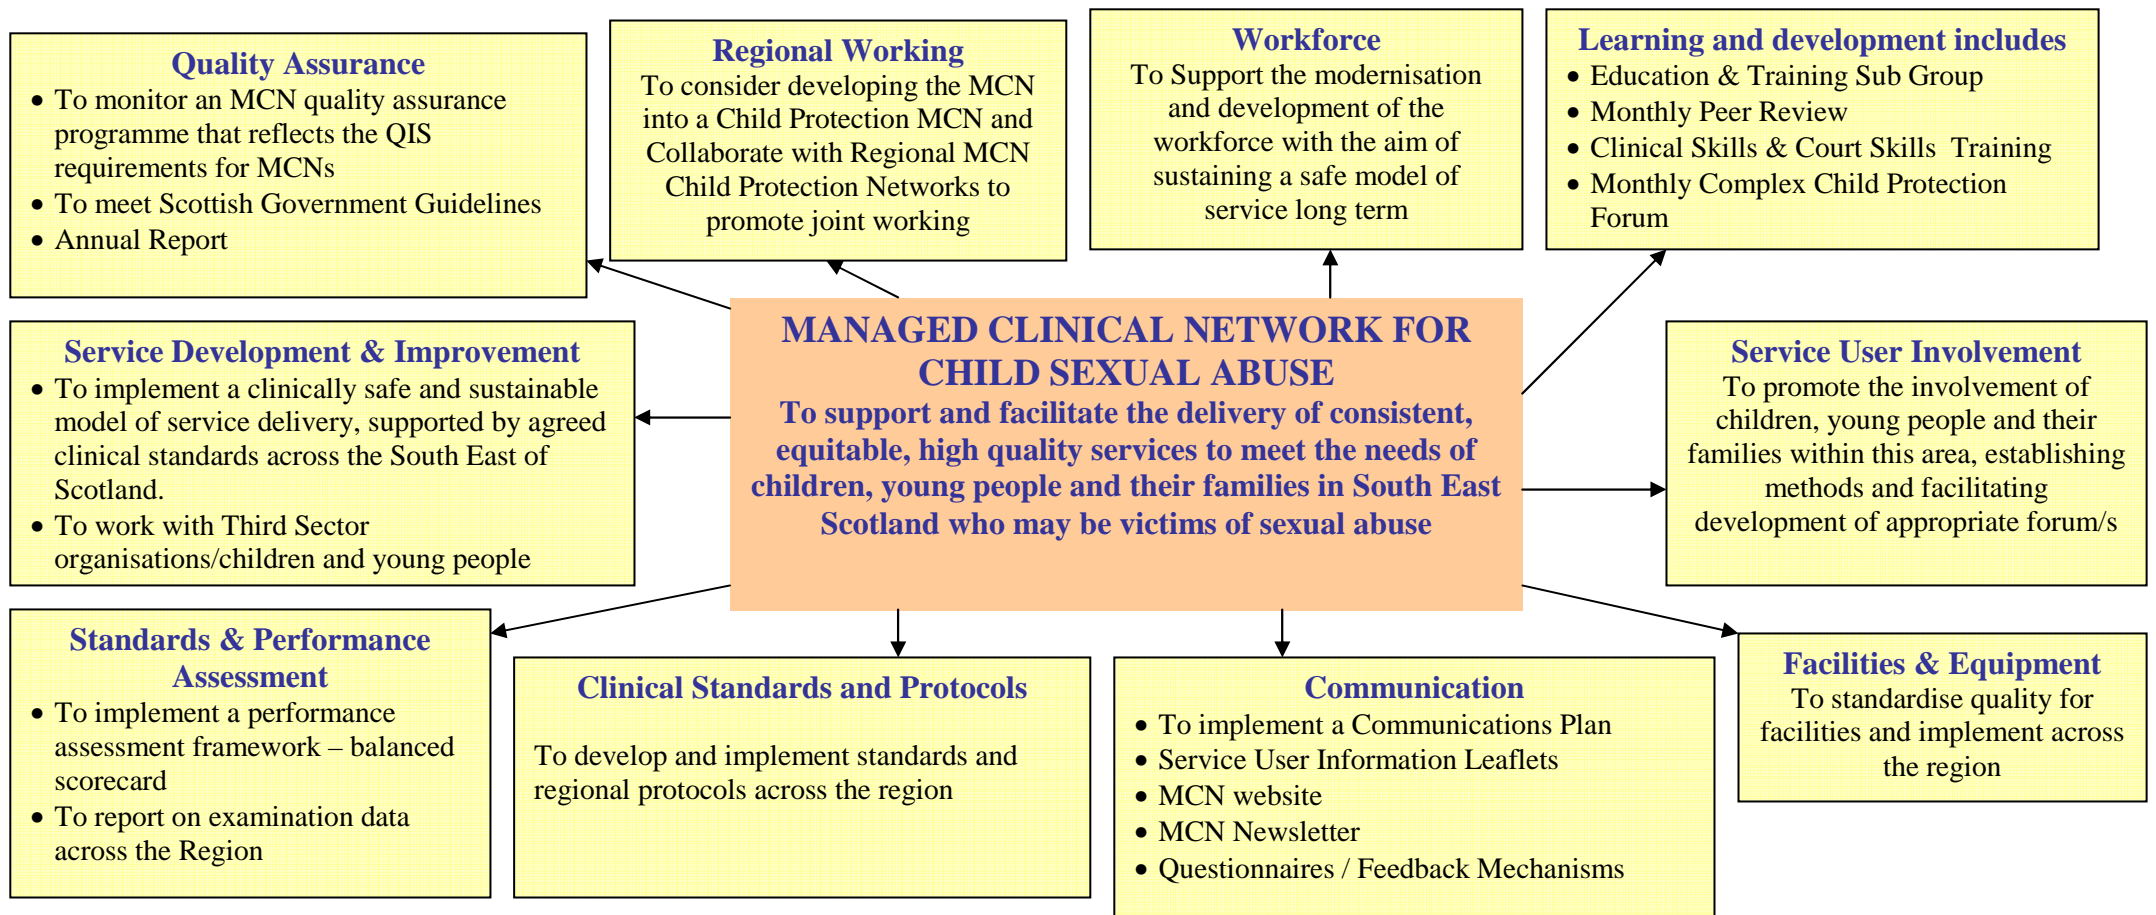 Quality Assurance
• To monitor an MCN quality assurance
programme that reflects the QIS
requirements for MCNs
• To meet Scottish Government Guidelines
• Annual Report
Regional Working
To consider developing the MCN
into a Child Protection MCN and
Collaborate with Regional MCN
Child Protection Networks to
promote joint working
Workforce
To Support the modernisation
and development of the
workforce with the aim of
sustaining a safe model of
service long term
Learning and development includes
• Education & Training Sub Group
• Monthly Peer Review
• Clinical Skills & Court Skills Training
• Monthly Complex Child Protection
Forum
Service Development & Improvement
• To implement a clinically safe and sustainable
model of service delivery, supported by agreed
clinical standards across the South East of
Scotland.
• To work with Third Sector
organisations/children and young people
MANAGED CLINICAL NETWORK FOR
CHILD SEXUAL ABUSE
To support and facilitate the delivery of consistent,
equitable, high quality services to meet the needs of
children, young people and their families in South East
Scotland who may be victims of sexual abuse
Service User Involvement
To promote the involvement of
children, young people and their
families within this area, establishing
methods and facilitating
development of appropriate forum/s
Standards & Performance
Assessment
• To implement a performance
assessment framework – balanced
scorecard
• To report on examination data
across the Region
Clinical Standards and Protocols
To develop and implement standards and
regional protocols across the region
Communication
• To implement a Communications Plan
• Service User Information Leaflets
• MCN website
• MCN Newsletter
• Questionnaires / Feedback Mechanisms
Facilities & Equipment
To standardise quality for
facilities and implement across
the region